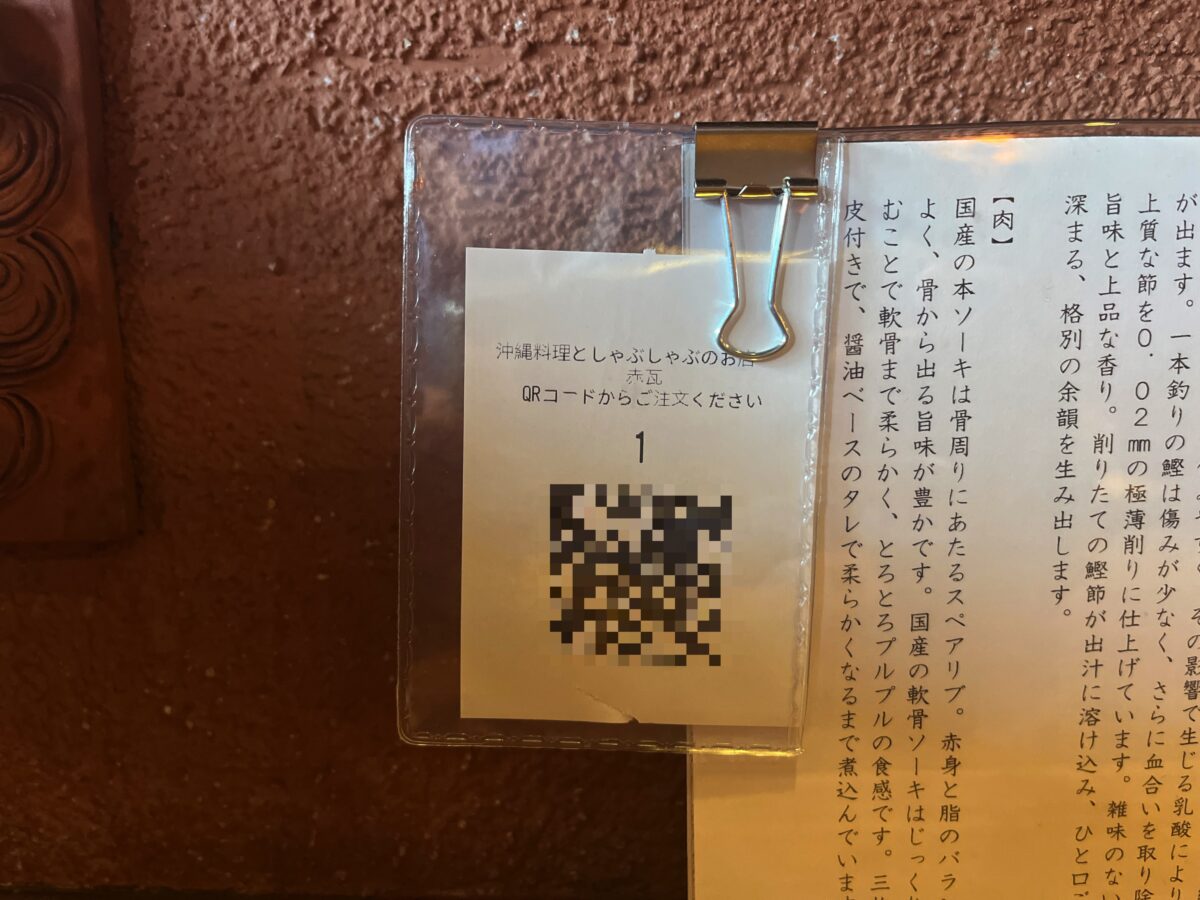 沖縄料理としゃぶしゃぶのお店
赤瓦
QRコードからご注文ください
1
が出ます。一本釣りの鰹は傷みが少なく、さらに血合いを取り除
上質な節を0.02mmの極薄削りに仕上げています。雑味のない
旨味と上品な香り。削りたての鰹節が出汁に溶け込み、ひと口ご
深まる、格別の余韻を生み出します。
【肉】
国産の本ソーキは骨周りにあたるスペアリブ。赤身と脂のバラ
よく、骨から出る旨味が豊かです。国産の軟骨ソーキはじっく
むことで軟骨まで柔らかく、とろとろプルプルの食感です。三
皮付きで、醤油ベースのタレで柔らかくなるまで煮込んでいま